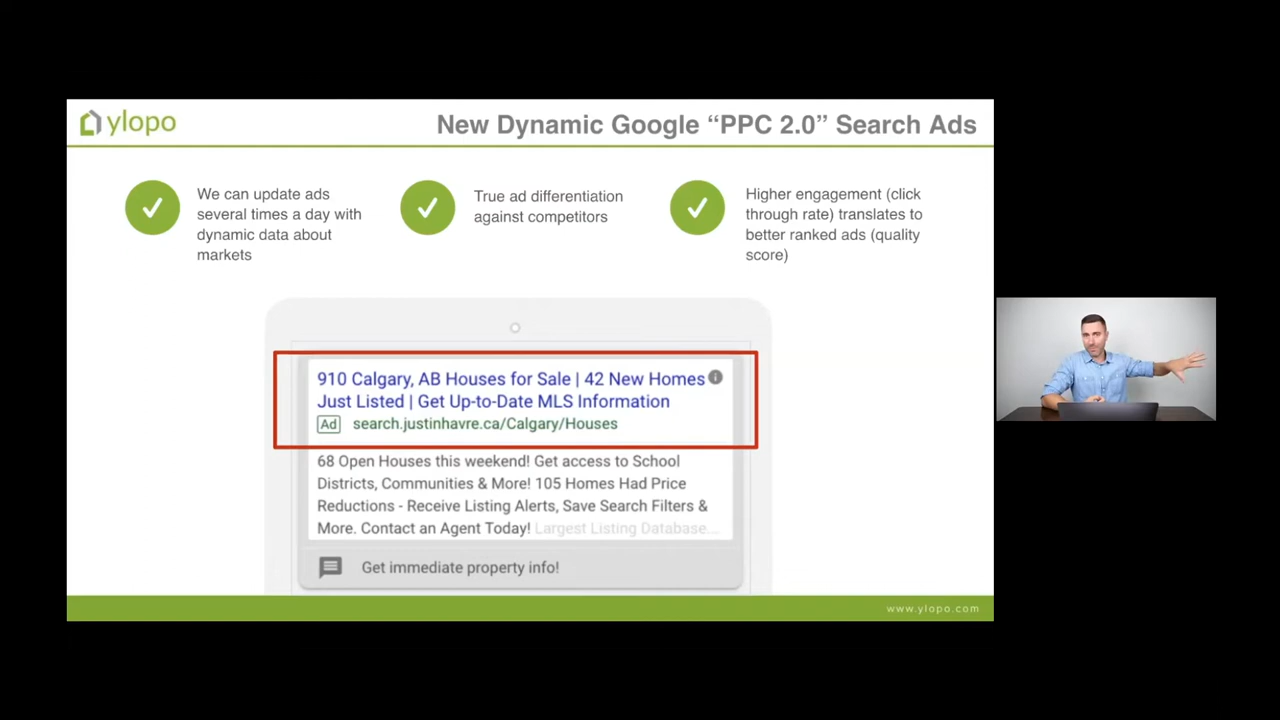 ylopo
New Dynamic Google “PPC 2.0” Search Ads
We can update ads
several times a day with
dynamic data about
markets
True ad differentiation
against competitors
Higher engagement (click
through rate) translates to
better ranked ads (quality
score)
910 Calgary, AB Houses for Sale | 42 New Homes
Just Listed | Get Up-to-Date MLS Information
Ad search.justinhavre.ca/Calgary/Houses
68 Open Houses this weekend! Get access to School
Districts, Communities & More! 105 Homes Had Price
Reductions - Receive Listing Alerts, Save Search Filters &
More. Contact an Agent Today! Largest Listing Database...
Get immediate property info!
www.ylopo.com